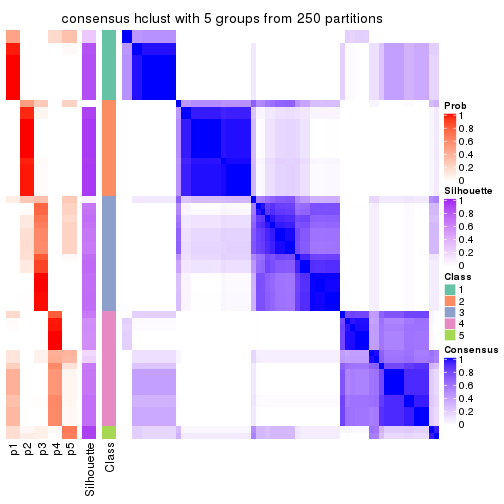 consensus hclust with 5 groups from 250 partitions
Prob
1
0.8
0.6
0.4
0.2
0
Silhouette
1
0.8
0.6
0.4
0.2
0
Class
1
2
3
4
5
Consensus
1
0.8
0.6
0.4
0.2
0
p1
p2
p3
p4
p5
Silhouette
Class